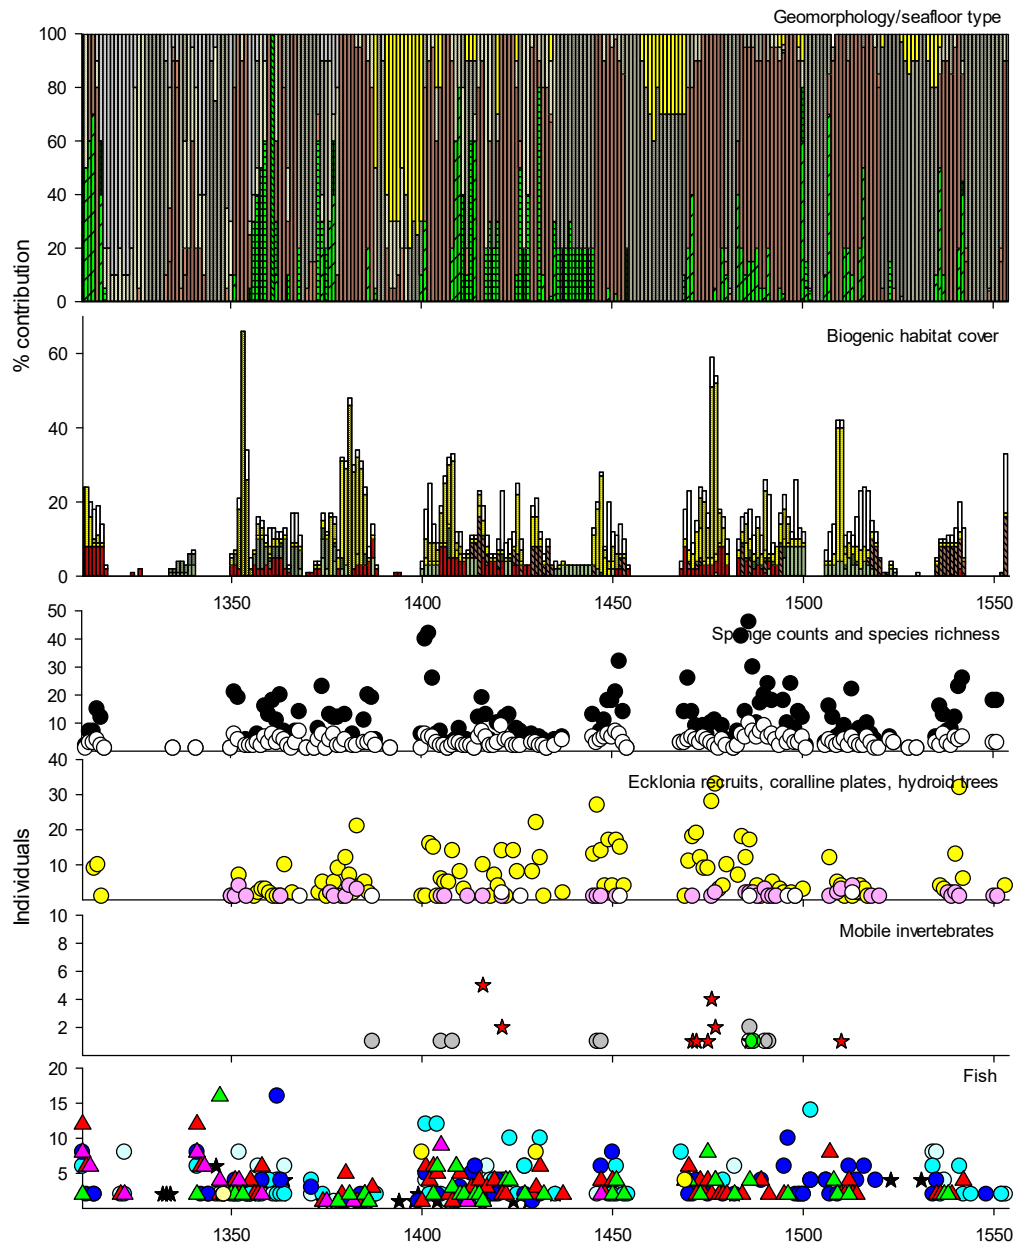 Geomorphology/seafloor type
100
80
60
40
20
0
% contribution
Biogenic habitat cover
60
40
20
0
1350 1400 1450 1500 1550
Sponge counts and species richness
50
40
30
20
10
Ecklonia recruits, coralline plates, hydroid trees
40
30
20
10
Individuals
Mobile invertebrates
10
8
6
4
2
Fish
20
15
10
5
1350 1400 1450 1500 1550